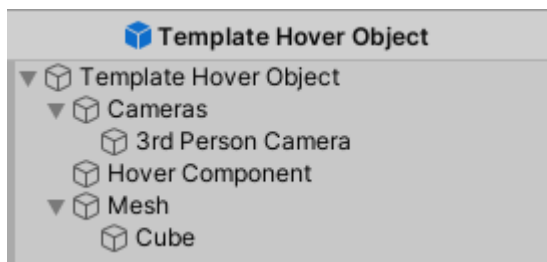 Template Hover Object
Template Hover Object
Cameras
3rd Person Camera
Hover Component
Mesh
Cube